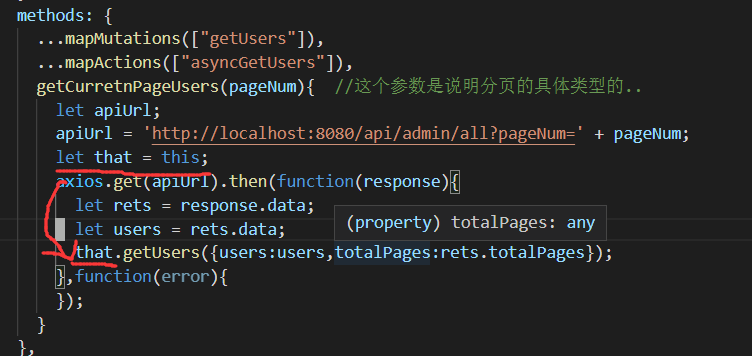 methods: {
...mapMutations(["getUsers"]),
...mapActions(["asyncGetUsers"]),
getCurretnPageUsers(pageNum){ //这个参数是说明分页的具体类型的..
let apiUrl;
apiUrl = 'http://localhost:8080/api/admin/all?pageNum=' + pageNum;
let that = this;
axios.get(apiUrl).then(function(response){
let rets = response.data;
let users = rets.data;
(property) totalPages: any
that.getUsers({users:users,totalPages:rets.totalPages});
},function(error){
});
}
},